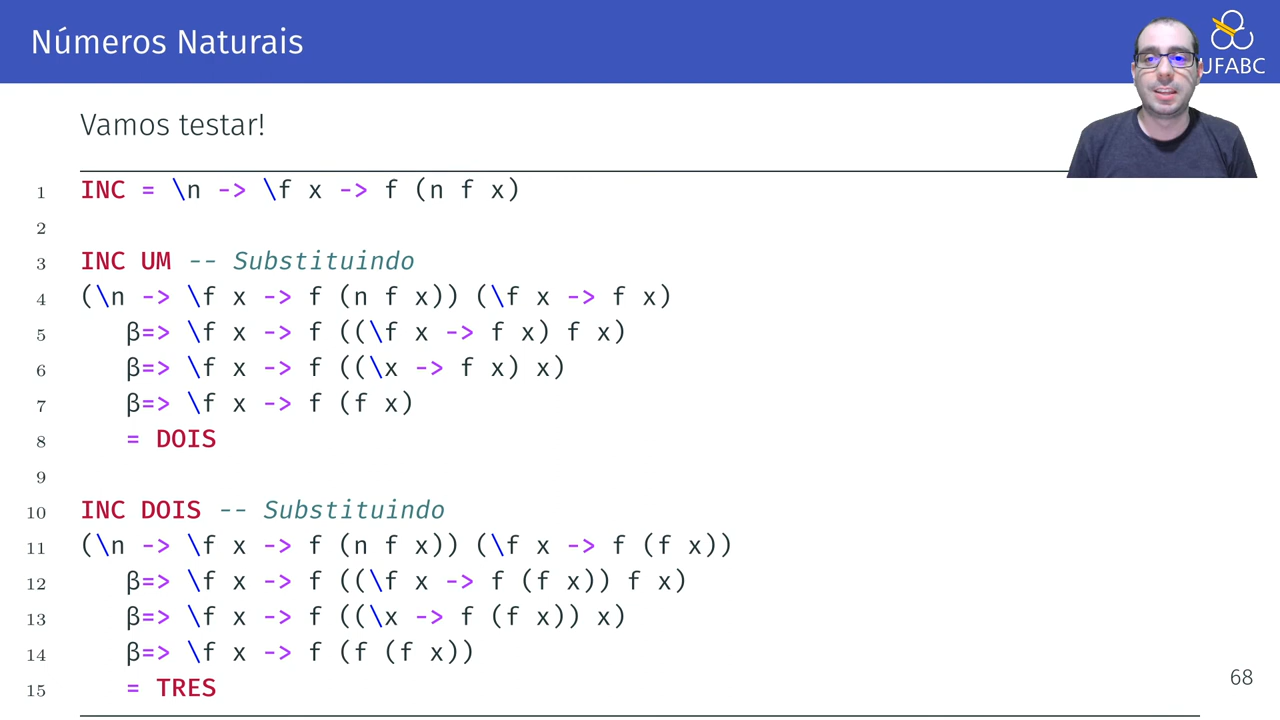 Números Naturais
UFABC
Vamos testar!
1 INC = \n -> \f x -> f (n f x)
2
3 INC UM -- Substituindo
4 (\n -> \f x -> f (n f x)) (\f x -> f x)
5 β=> \f x -> f ((\f x -> f x) f x)
6 β=> \f x -> f ((\x -> f x) x)
7 β=> \f x -> f (f x)
8 = DOIS
9
10 INC DOIS -- Substituindo
11 (\n -> \f x -> f (n f x)) (\f x -> f (f x))
12 β=> \f x -> f ((\f x -> f (f x)) f x)
13 β=> \f x -> f ((\x -> f (f x)) x)
14 β=> \f x -> f (f (f x))
15 = TRES
68